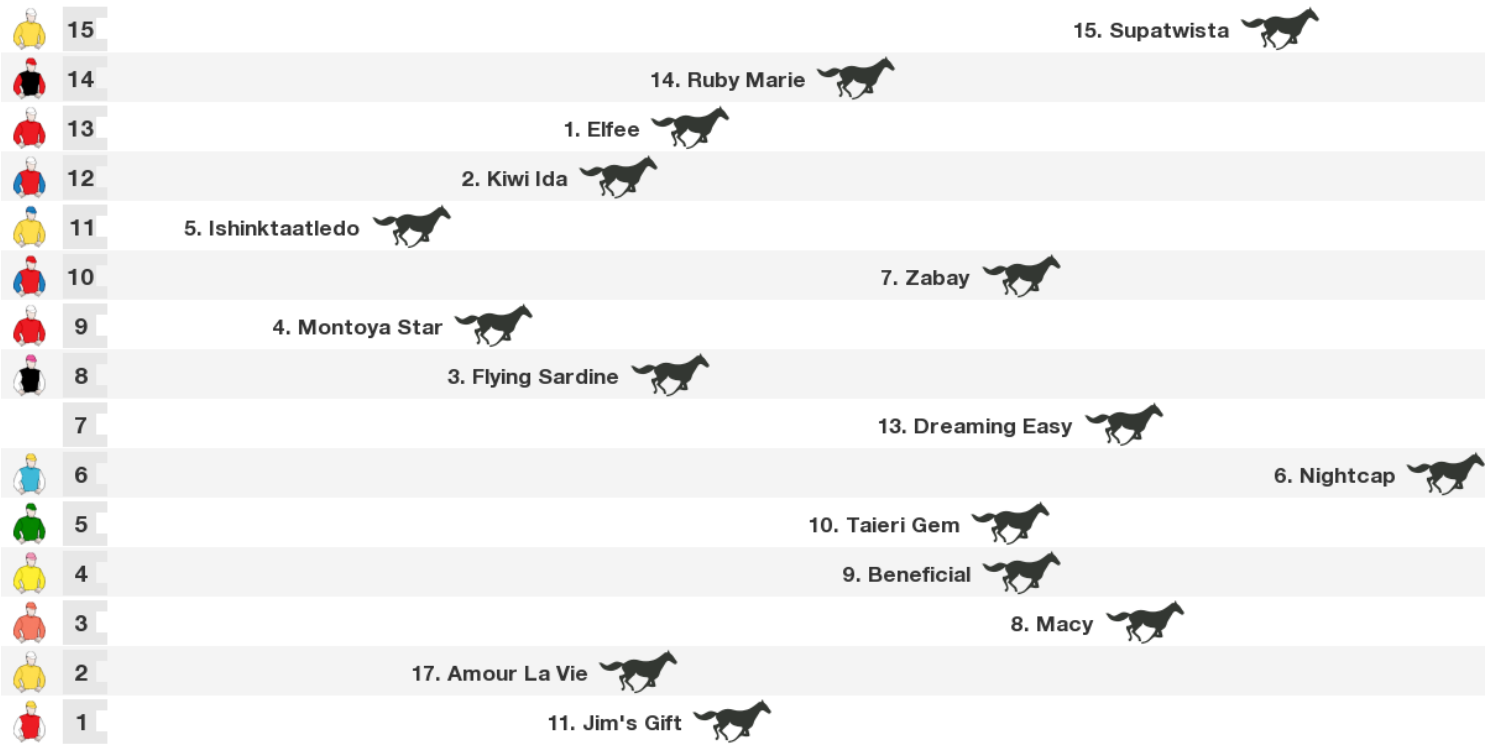 15 15. Supatwista
14 14. Ruby Marie
13 1. Elfee
12 2. Kiwi Ida
11 5. Ishinktaatledo
10 7. Zabay
9 4. Montoya Star
8 3. Flying Sardine
7 13. Dreaming Easy
6 6. Nightcap
5 10. Taieri Gem
4 9. Beneficial
3 8. Macy
2 17. Amour La Vie
1 11. Jim's Gift